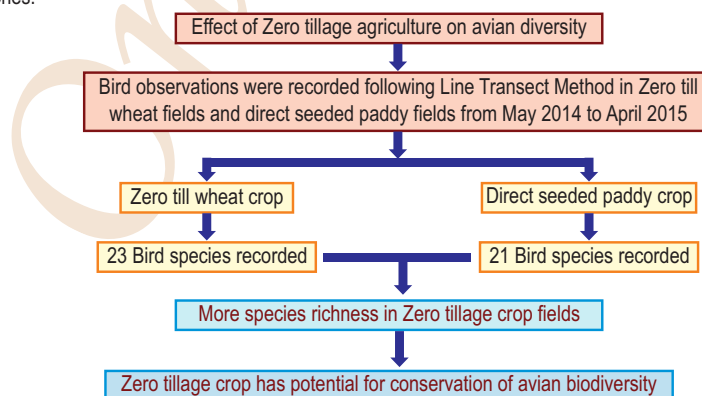 Effect of Zero tillage agriculture on avian diversity
Bird observations were recorded following Line Transect Method in Zero till
wheat fields and direct seeded paddy fields from May 2014 to April 2015
Zero till wheat crop
Direct seeded paddy crop
23 Bird species recorded
21 Bird species recorded
More species richness in Zero tillage crop fields
Zero tillage crop has potential for conservation of avian biodiversity